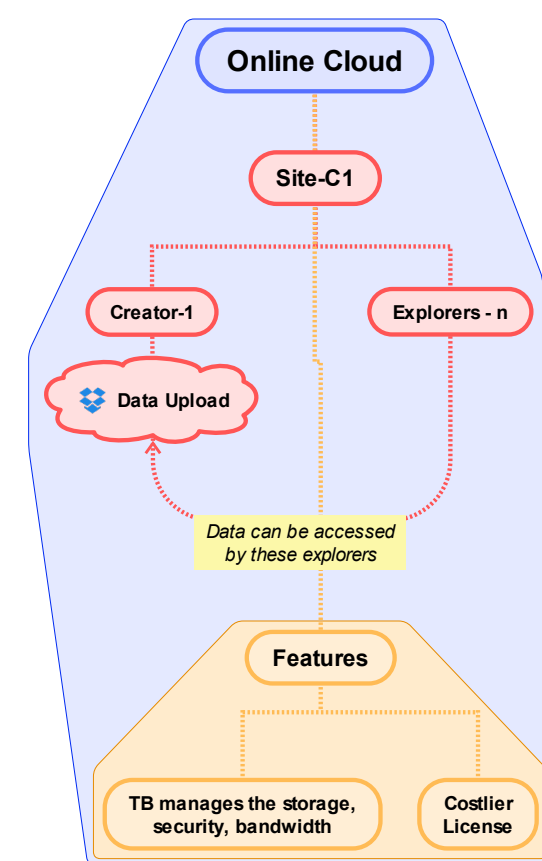 Online Cloud
Site-C1
Creator-1
Explorers - n
Data Upload
Data can be accessed
by these explorers
Features
TB manages the storage,
security, bandwidth
Costlier
License